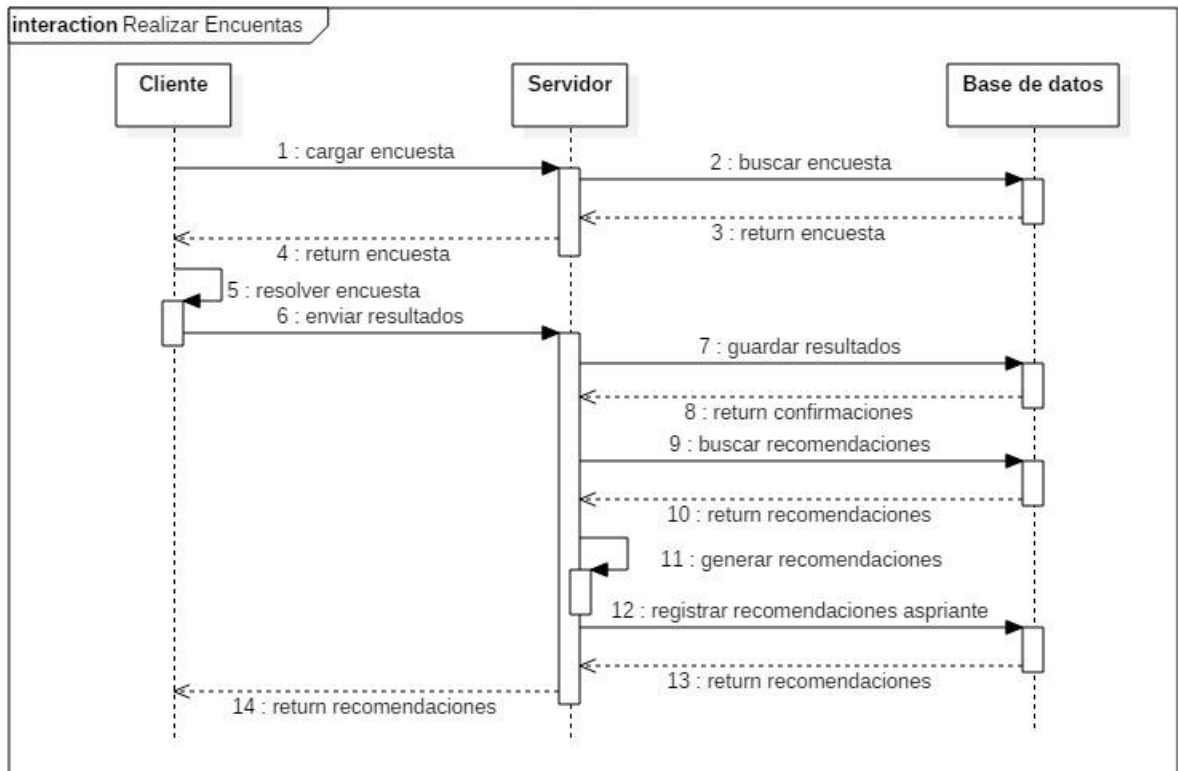 interaction Realizar Encuentas
Cliente
Servidor
Base de datos
1 : cargar encuesta
2 : buscar encuesta
3 : return encuesta
4 : return encuesta
5 : resolver encuesta
6 : enviar resultados
7 : guardar resultados
8 : return confirmaciones
9 : buscar recomendaciones
10 : return recomendaciones
11 : generar recomendaciones
12 : registrar recomendaciones aspriante
13 : return recomendaciones
14 : return recomendaciones